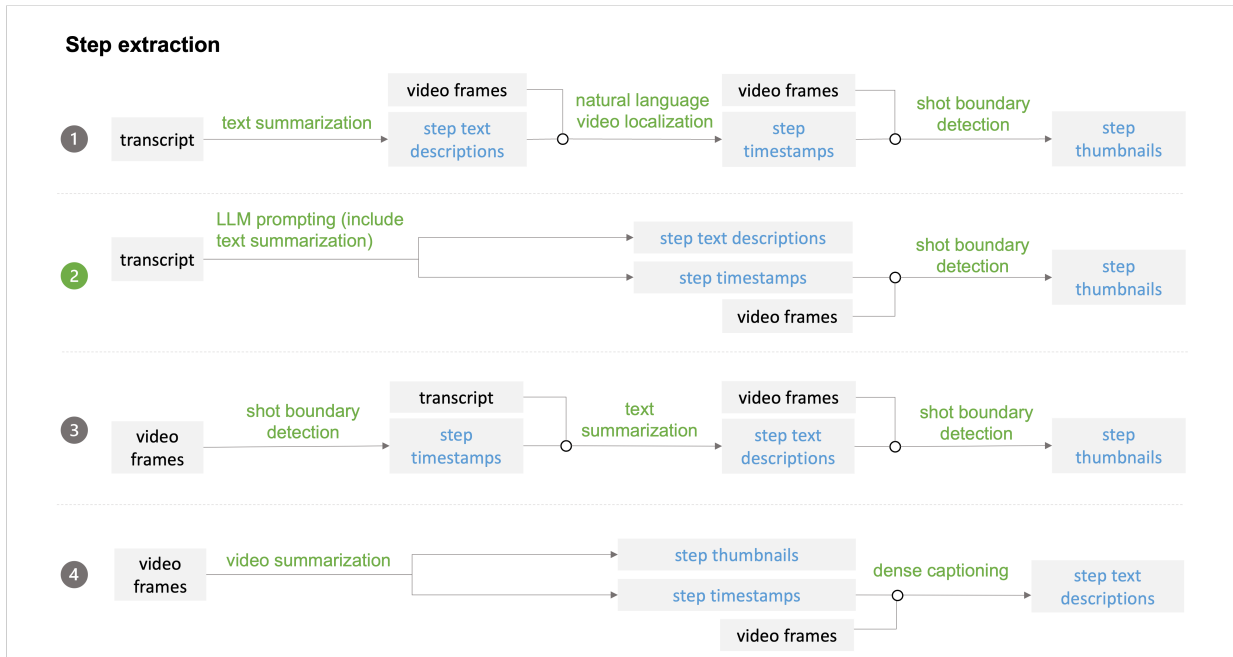 Step extraction
video frames
video frames
natural language
video localization
shot boundary
detection
1
transcript
text summarization
step text
descriptions
step
timestamps
step
thumbnails
LLM prompting (include
text summarization)
2
transcript
step text descriptions
step timestamps
video frames
shot boundary
detection
step
thumbnails
3
video
frames
shot boundary
detection
transcript
step
timestamps
text
summarization
video frames
step text
descriptions
shot boundary
detection
step
thumbnails
4
video
frames
video summarization
step thumbnails
step timestamps
video frames
dense captioning
step text
descriptions